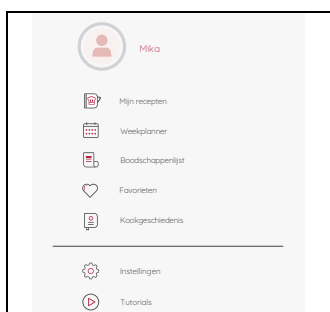 Mika
Mijn recepten
Weekplanner
Boodschappenlijst
Favorieten
Kookgeschiedenis
Instellingen
Tutorials